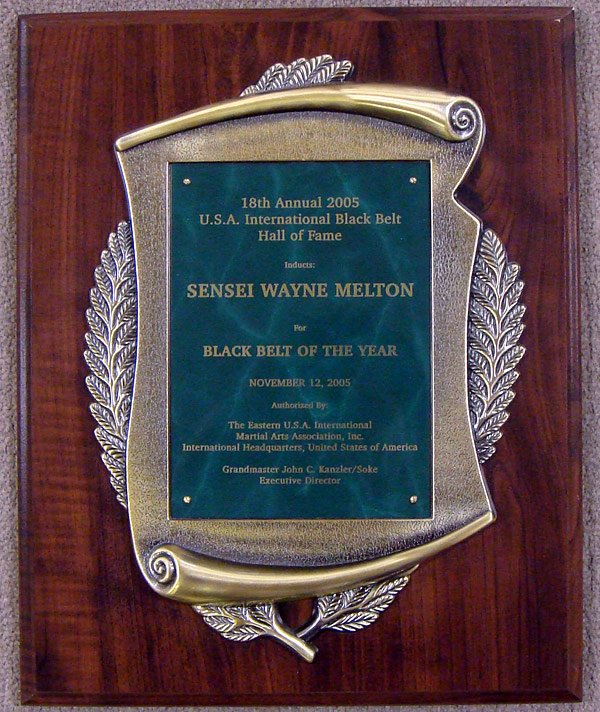 18th Annual 2005
U.S.A. International Black Belt
Hall of Fame
Inducts:
SENSEI WAYNE MELTON
For
BLACK BELT OF THE YEAR
NOVEMBER 12, 2005
Authorized By:
The Eastern U.S.A. International
Martial Arts Association, Inc.
International Headquarters, United States of America
Grandmaster John C. Kanzler/Soke
Executive Director